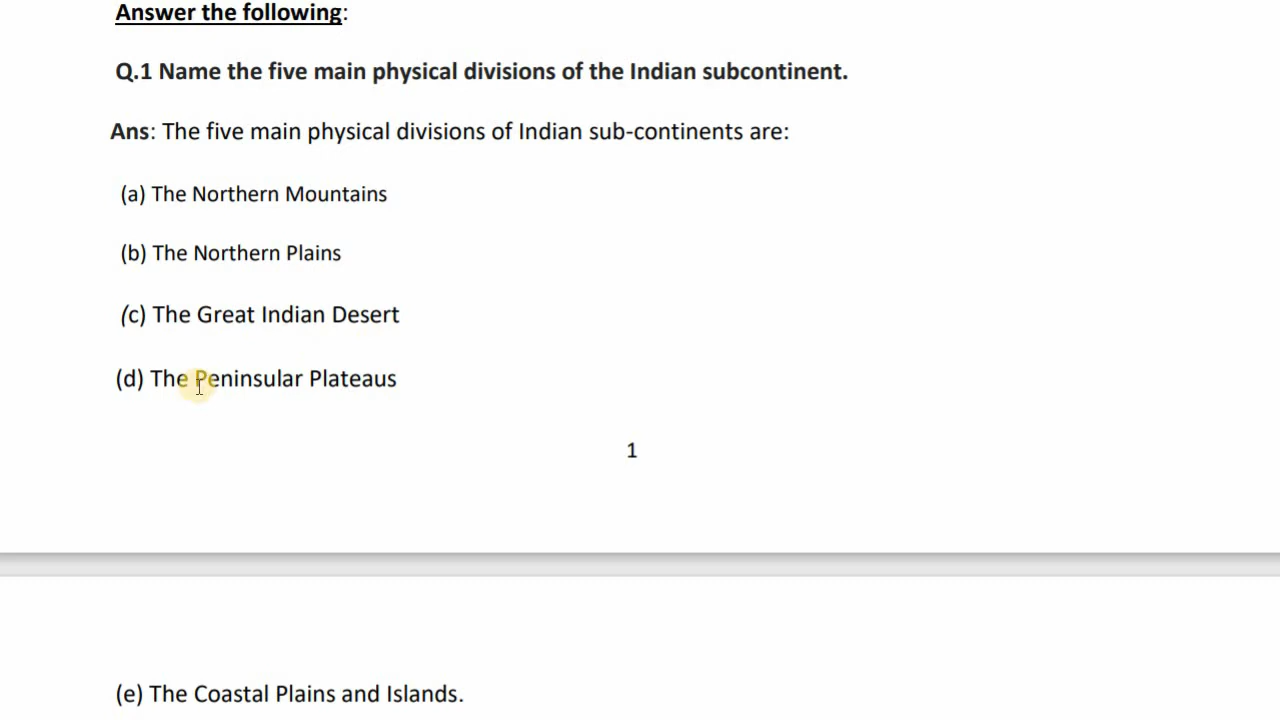 Answer the following:
Q.1 Name the five main physical divisions of the Indian subcontinent.
Ans: The five main physical divisions of Indian sub-continents are:
(a) The Northern Mountains
(b) The Northern Plains
(c) The Great Indian Desert
(d) The Peninsular Plateaus
1
(e) The Coastal Plains and Islands.